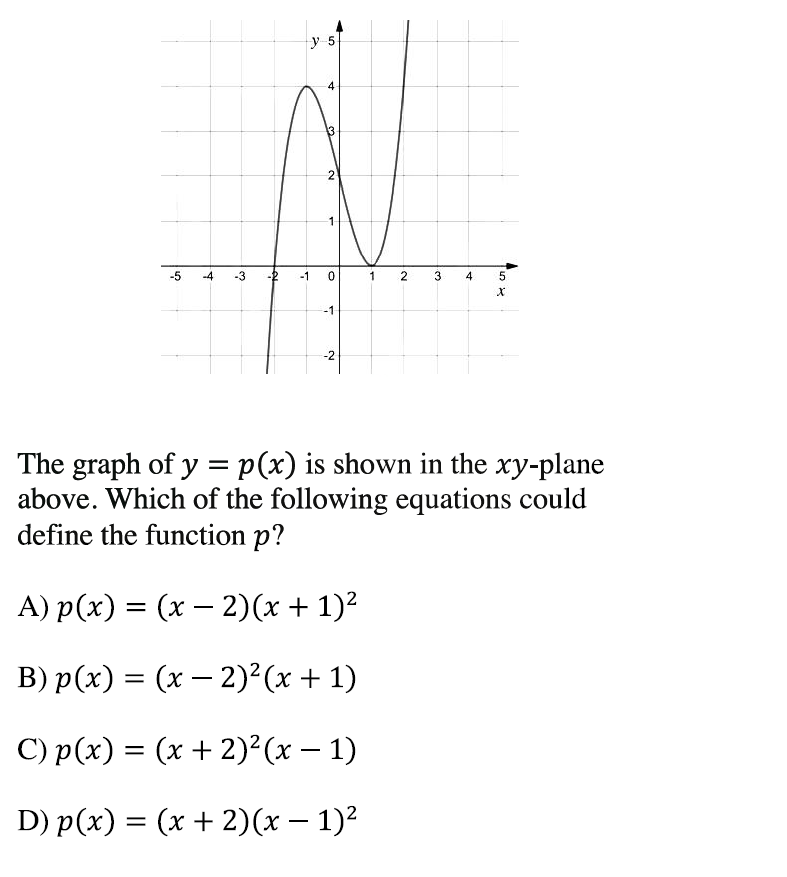 y 5
4
3
2
1
-5 -4 -3 -2 -1 0 1 2 3 4 5
x
-1
-2
The graph of y = p(x) is shown in the xy-plane
above. Which of the following equations could
define the function p?
A) p(x) = (x − 2)(x + 1)²
B) p(x) = (x − 2)²(x + 1)
C) p(x) = (x + 2)²(x − 1)
D) p(x) = (x + 2)(x − 1)²